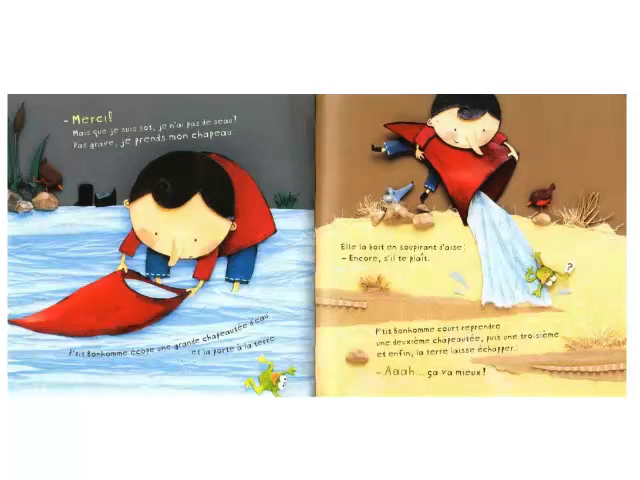 - Merci!
Mais que je suis sot, je n'ai pas de seau!
Pas grave, je prends mon chapeau.
P'tit Bonhomme écope une grande chapeautée d'eau
et la porte à la terre.
Elle la boit en soupirant d'aise:
- Encore, s'il te plaît.
?
P'tit Bonhomme court reprendre
une deuxième chapeautée, puis une troisième
et enfin, la terre laisse échapper:
- Aaah... ça va mieux!